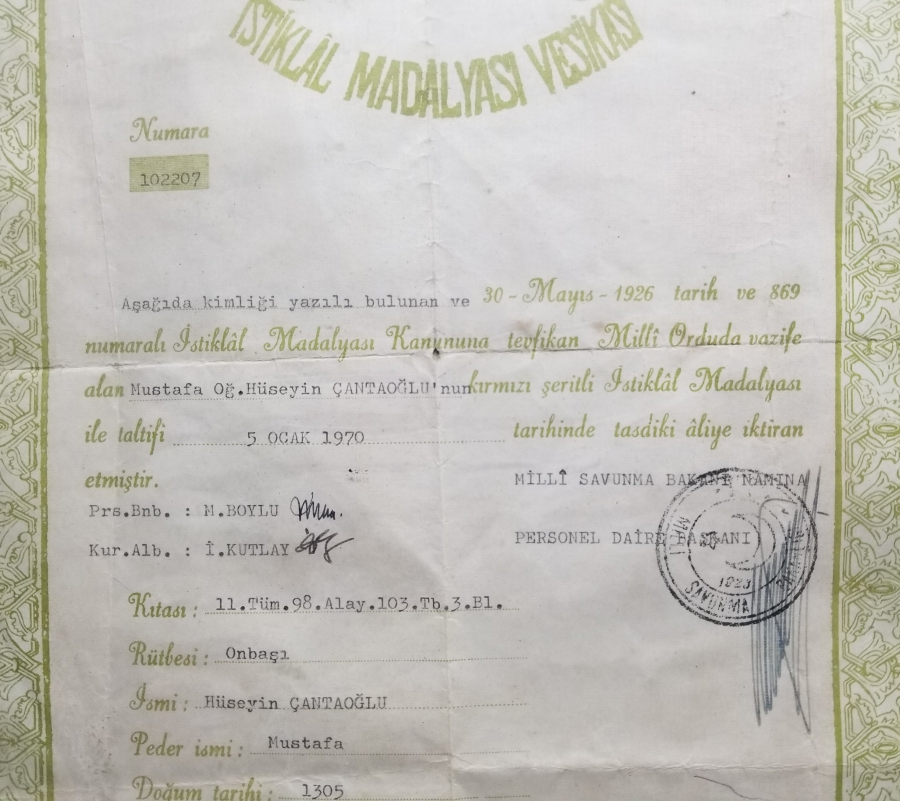 İSTİKLÂL MADALYASI VESİKASI
Numara
102207
Aşağıda kimliği yazılı bulunan ve 30 - Mayıs - 1926 tarih ve 869
numaralı İstiklâl Madalyası Kanununa tevfikan Millî Orduda vazife
alan Mustafa Oğ.Hüseyin ÇANTAOĞLU'nun kırmızı şeritli İstiklâl Madalyası
ile taltifi 5 OCAK 1970 tarihinde tasdiki âliye iktiran
etmiştir.
MİLLÎ SAVUNMA BAKANI NAMINA
Prs.Bnb. : M.BOYLU
PERSONEL DAİRE BAŞKANI
Kur.Alb. : İ.KUTLAY
1923
SAVUNMA
Kıtası : 11.Tüm.98.Alay.103.Tb.3.Bl.
Rütbesi : Onbaşı
İsmi : Hüseyin ÇANTAOĞLU
Peder ismi : Mustafa
Doğum tarihi : 1305